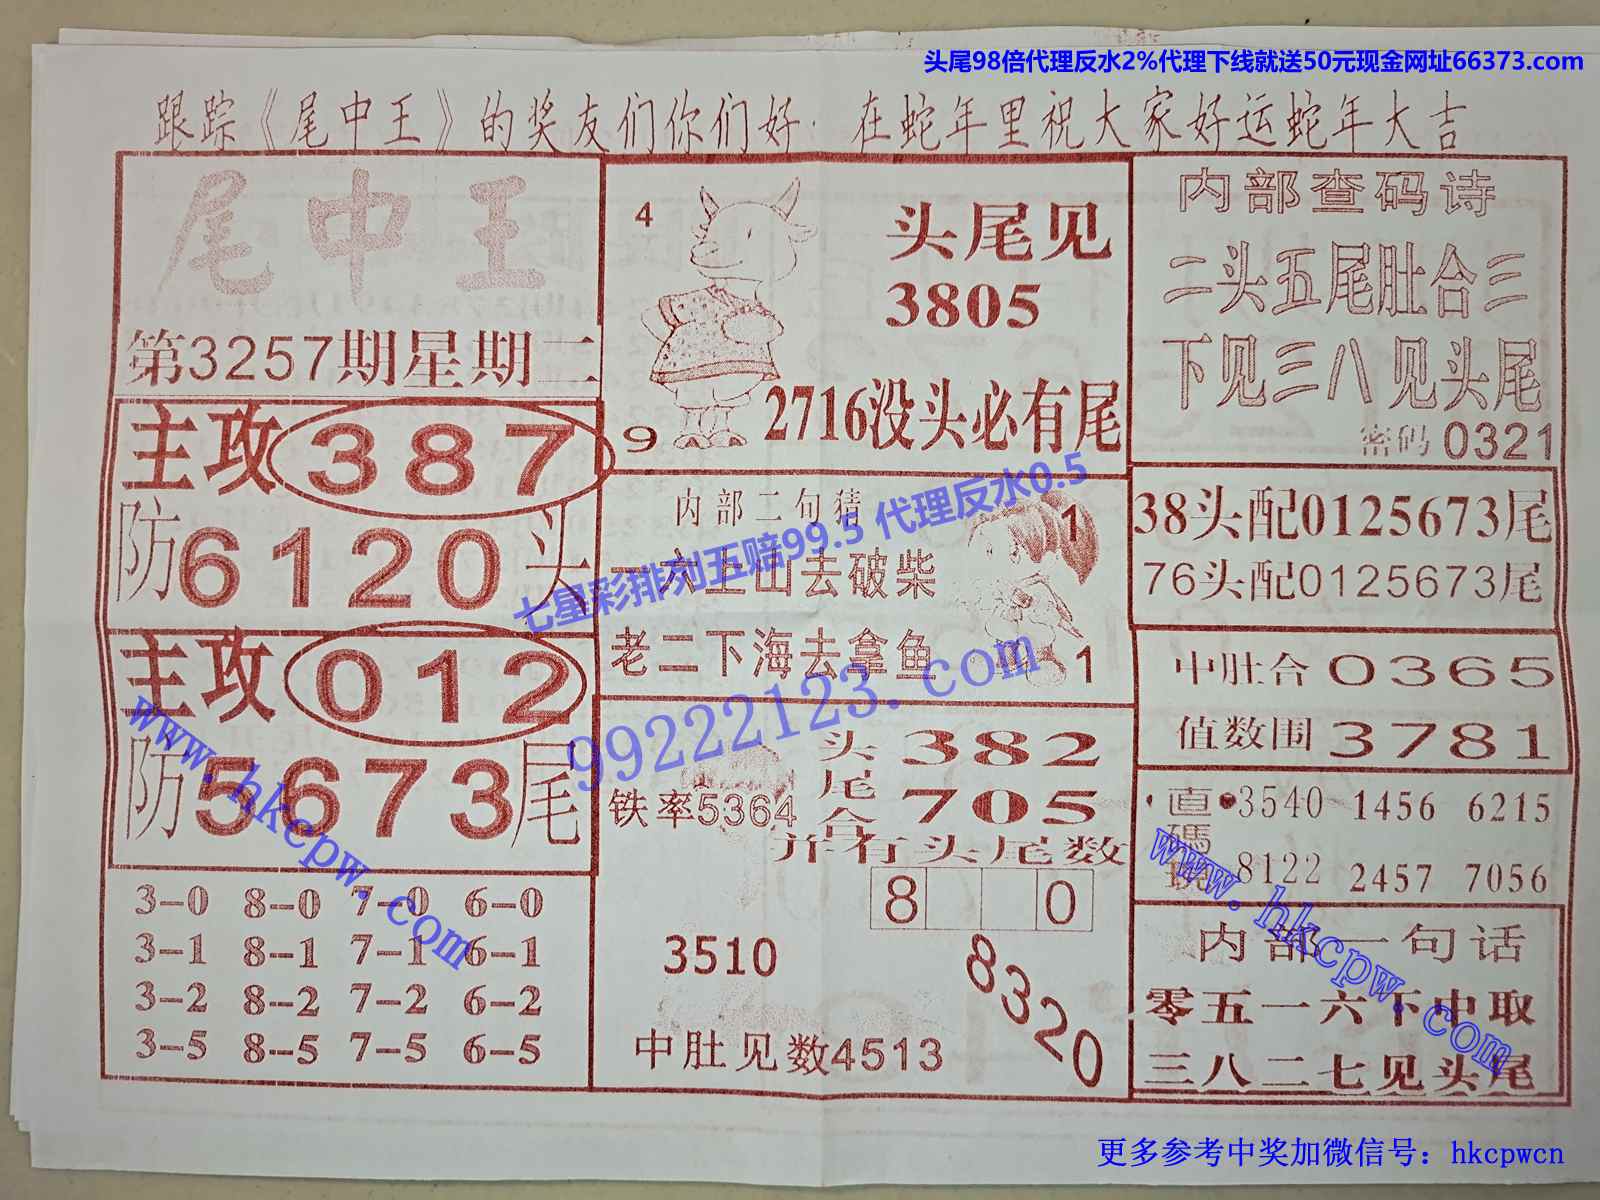 头尾98倍代理反水2%代理下线就送50元现金网址66373.com
跟踪《尾中王》的奖友们你们好：在蛇年里祝大家好运蛇年大吉
尾中王
第3257期星期二
主攻387
防6120头
主攻012
防5673尾
3--0 8--0 7--0 6--0
3--1 8--1 7--1 6--1
3--2 8--2 7--2 6--2
3--5 8--5 7--5 6--5
4
头尾见
3805
2716没头必有尾
9
内部二句猜
一六上山去破柴
老二下海去拿鱼
1
1
头尾合
382
705
铁率5364
并有头尾数
8 0
3510
8320
中肚见数4513
内部查码诗
二头五尾肚合三
下见三八见头尾
密码0321
38头配0125673尾
76头配0125673尾
中肚合0365
值数围3781
直碼
3540 1456 6215
8122 2457 7056
内部一句话
零五一六下中取
三八二七见头尾
七星彩排列五赔99.5 代理反水0.5
99222123.com
www.hkcpw.com
www.hkcpw.com
更多参考中奖加微信号：hkcpwcn